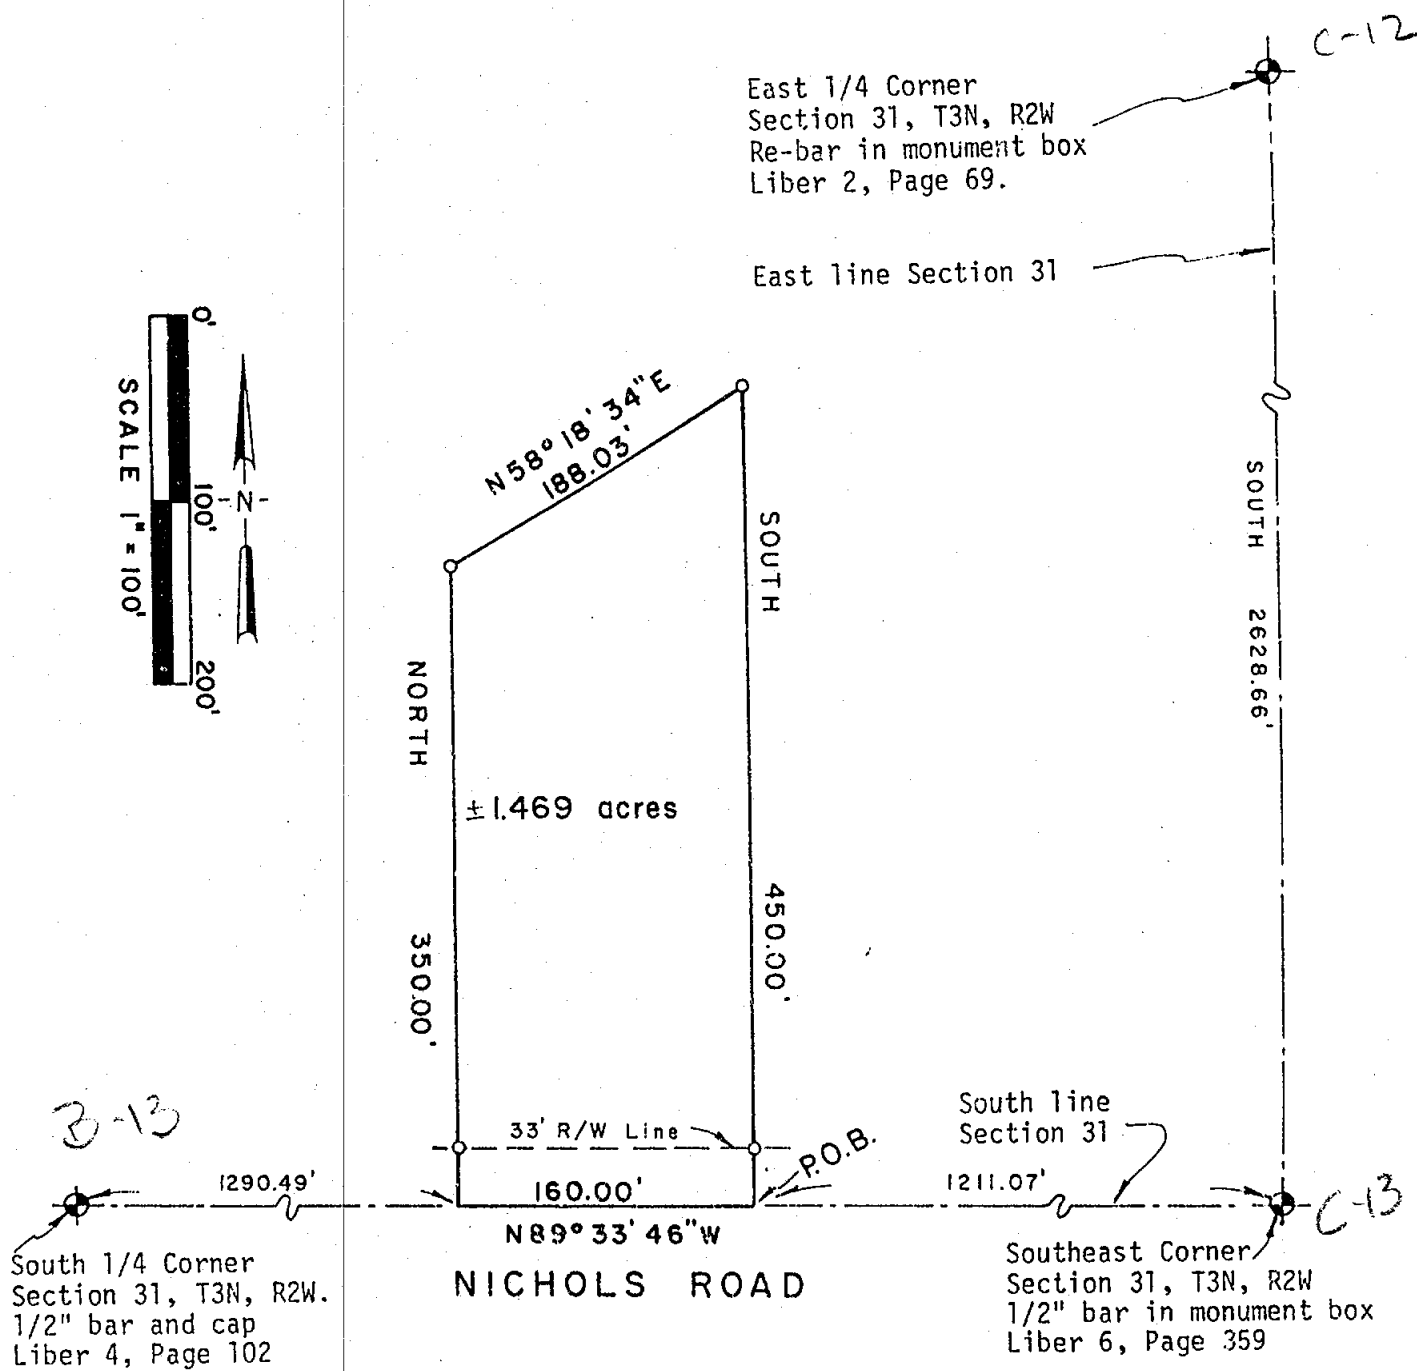 C-12
East 1/4 Corner
Section 31, T3N, R2W
Re-bar in monument box
Liber 2, Page 69.
East line Section 31
0'
100'
200'
SCALE 1" = 100'
-N-
N58° 18' 34"E
188.03'
SOUTH
450.00'
SOUTH 2628.66'
NORTH
350.00'
±1.469 acres
33' R/W Line
P.O.B.
South line
Section 31
B-13
1290.49'
160.00'
1211.07'
C-13
N89° 33' 46"W
NICHOLS ROAD
South 1/4 Corner
Section 31, T3N, R2W.
1/2" bar and cap
Liber 4, Page 102
Southeast Corner
Section 31, T3N, R2W
1/2" bar in monument box
Liber 6, Page 359